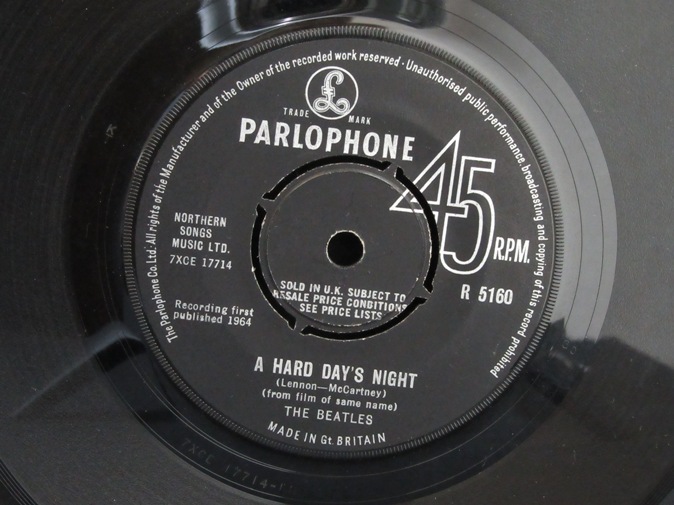 The Parlophone Co. Ltd. All rights of the Manufacturer and of the Owner of the recorded work reserved · Unauthorised public performance, broadcasting and copying of this record prohibited
£
TRADE MARK
PARLOPHONE
45
R.P.M.
NORTHERN
SONGS
MUSIC LTD.
7XCE 17714
R 5160
SOLD IN U.K. SUBJECT TO
RESALE PRICE CONDITIONS
SEE PRICE LISTS
Recording first
published 1964
A HARD DAY'S NIGHT
(Lennon—McCartney)
(from film of same name)
THE BEATLES
MADE IN Gt. BRITAIN
7XCE 17714